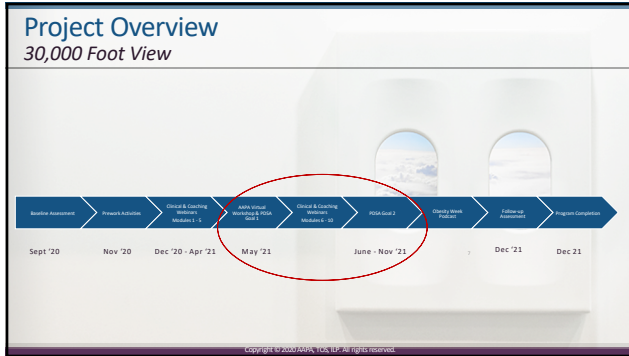 Project Overview
30,000 Foot View
Baseline Assessment
Prework Activities
Clinical & Coaching
Webinars
Modules 1 - 5
AAPA Virtual
Workshop & PDSA
Goal 1
Clinical & Coaching
Webinars
Modules 6 - 10
PDSA Goal 2
Obesity Week
Podcast
Follow-up
Assessment
Program Completion
Sept '20
Nov '20
Dec '20 - Apr '21
May '21
June - Nov '21
Dec '21
Dec 21
Copyright © 2020 AAPA, TOS, ILP. All rights reserved.